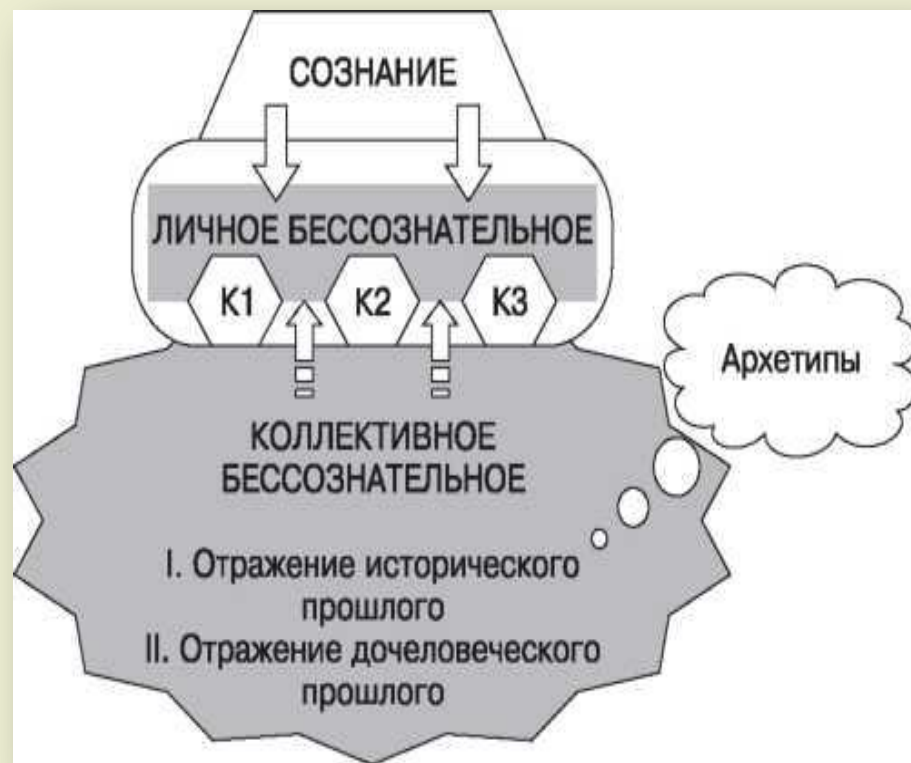 СОЗНАНИЕ
ЛИЧНОЕ БЕССОЗНАТЕЛЬНОЕ
К1 К2 К3
Архетипы
КОЛЛЕКТИВНОЕ
БЕССОЗНАТЕЛЬНОЕ
I. Отражение исторического
прошлого
II. Отражение дочеловеческого
прошлого